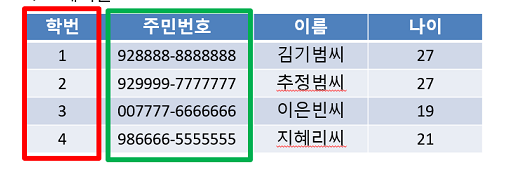 학번 주민번호 이름 나이
1 928888-8888888 김기범씨 27
2 929999-7777777 추정범씨 27
3 007777-6666666 이은빈씨 19
4 986666-5555555 지혜리씨 21